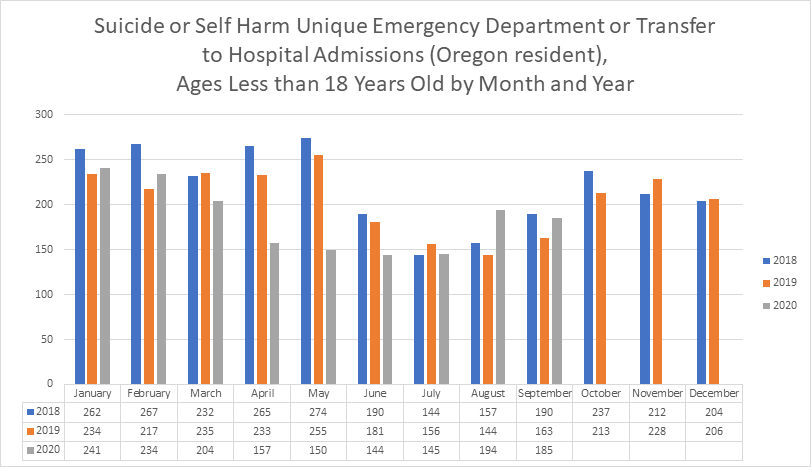 Suicide or Self Harm Unique Emergency Department or Transfer
to Hospital Admissions (Oregon resident),
Ages Less than 18 Years Old by Month and Year
300
250
200
150
100
50
0
2018
2019
2020
January February March April May June July August September October November December
2018 262 267 232 265 274 190 144 157 190 237 212 204
2019 234 217 235 233 255 181 156 144 163 213 228 206
2020 241 234 204 157 150 144 145 194 185